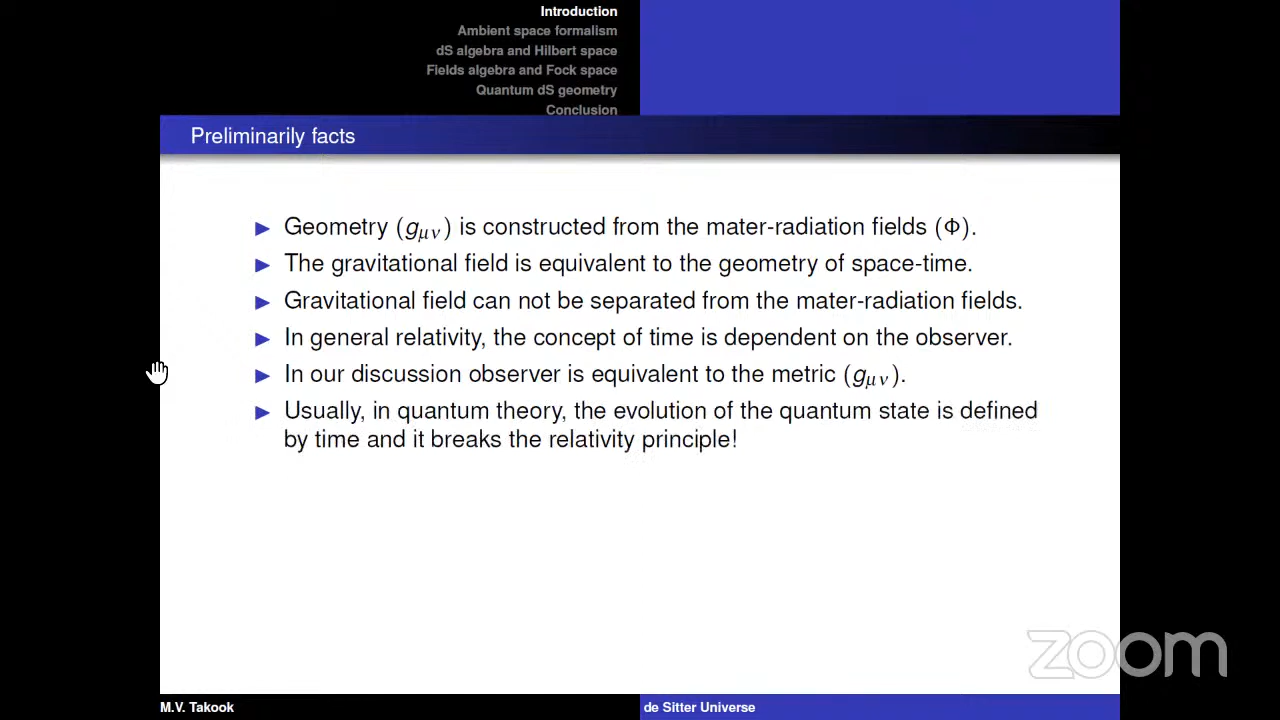 Introduction
Ambient space formalism
dS algebra and Hilbert space
Fields algebra and Fock space
Quantum dS geometry
Conclusion
Preliminarily facts
▶ Geometry (gμν) is constructed from the mater-radiation fields (Φ).
▶ The gravitational field is equivalent to the geometry of space-time.
▶ Gravitational field can not be separated from the mater-radiation fields.
▶ In general relativity, the concept of time is dependent on the observer.
▶ In our discussion observer is equivalent to the metric (gμν).
▶ Usually, in quantum theory, the evolution of the quantum state is defined
by time and it breaks the relativity principle!
zoom
M.V. Takook
de Sitter Universe